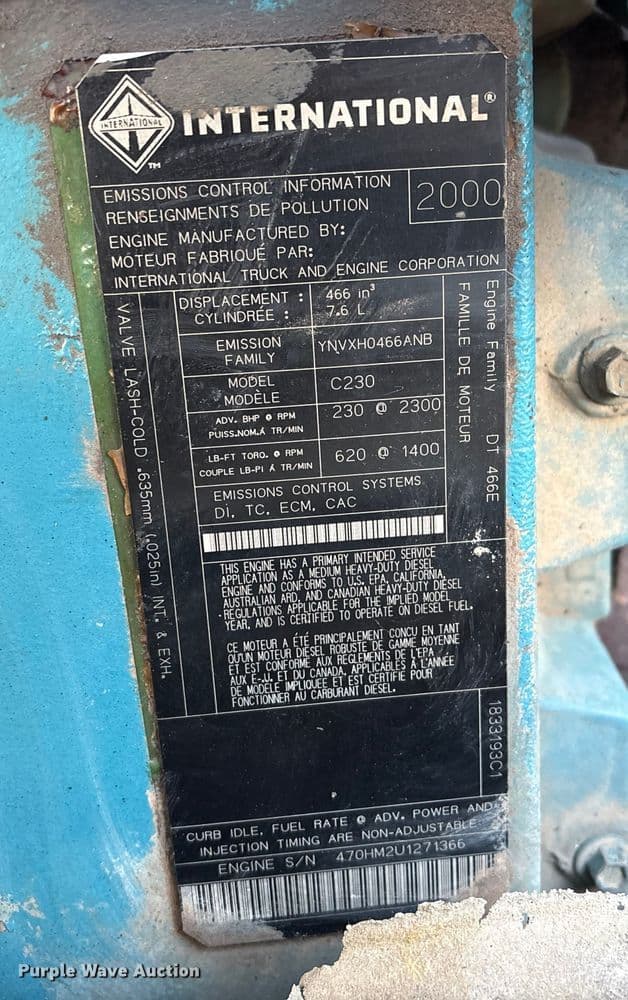 INTERNATIONAL
INTERNATIONAL®
TM
EMISSIONS CONTROL INFORMATION
RENSEIGNMENTS DE POLLUTION
2000
ENGINE MANUFACTURED BY:
MOTEUR FABRIQUÉ PAR:
INTERNATIONAL TRUCK AND ENGINE CORPORATION
VALVE LASH-COLD .635mm (.025in) INT. & EXH.
DISPLACEMENT : 466 in³
CYLINDRÉE : 7.6 L
EMISSION FAMILY YNVXH0466ANB
MODEL
MODÈLE C230
ADV. BHP @ RPM
PUISS.NOM.Á TR/MIN 230 @ 2300
LB-FT TORQ. @ RPM
COUPLE LB-PI Á TR/MIN 620 @ 1400
EMISSIONS CONTROL SYSTEMS
DI, TC, ECM, CAC
Engine Family DT 466E
FAMILLE DE MOTEUR
THIS ENGINE HAS A PRIMARY INTENDED SERVICE
APPLICATION AS A MEDIUM HEAVY-DUTY DIESEL
ENGINE AND CONFORMS TO U.S. EPA, CALIFORNIA,
AUSTRALIAN ARD, AND CANADIAN HEAVY-DUTY DIESEL
REGULATIONS APPLICABLE FOR THE IMPLIED MODEL
YEAR, AND IS CERTIFIED TO OPERATE ON DIESEL FUEL.
CE MOTEUR A ÉTÉ PRINCIPALEMENT CONCU EN TANT
QU'UN MOTEUR DIESEL ROBUSTE DE GAMME MOYENNE
ET EST CONFORME AUX REGLEMENTS DE L'EPA
AUX E-.U. ET DU CANADA, APPLICABLES À L'ANNÉE
DE MODÈLE IMPLIQUEE ET EST CERTIFIÉ POUR
FONCTIONNER AU CARBURANT DIESEL.
1833193C1
CURB IDLE, FUEL RATE @ ADV. POWER AND
INJECTION TIMING ARE NON-ADJUSTABLE
ENGINE S/N 470HM2U1271366
Purple Wave Auction